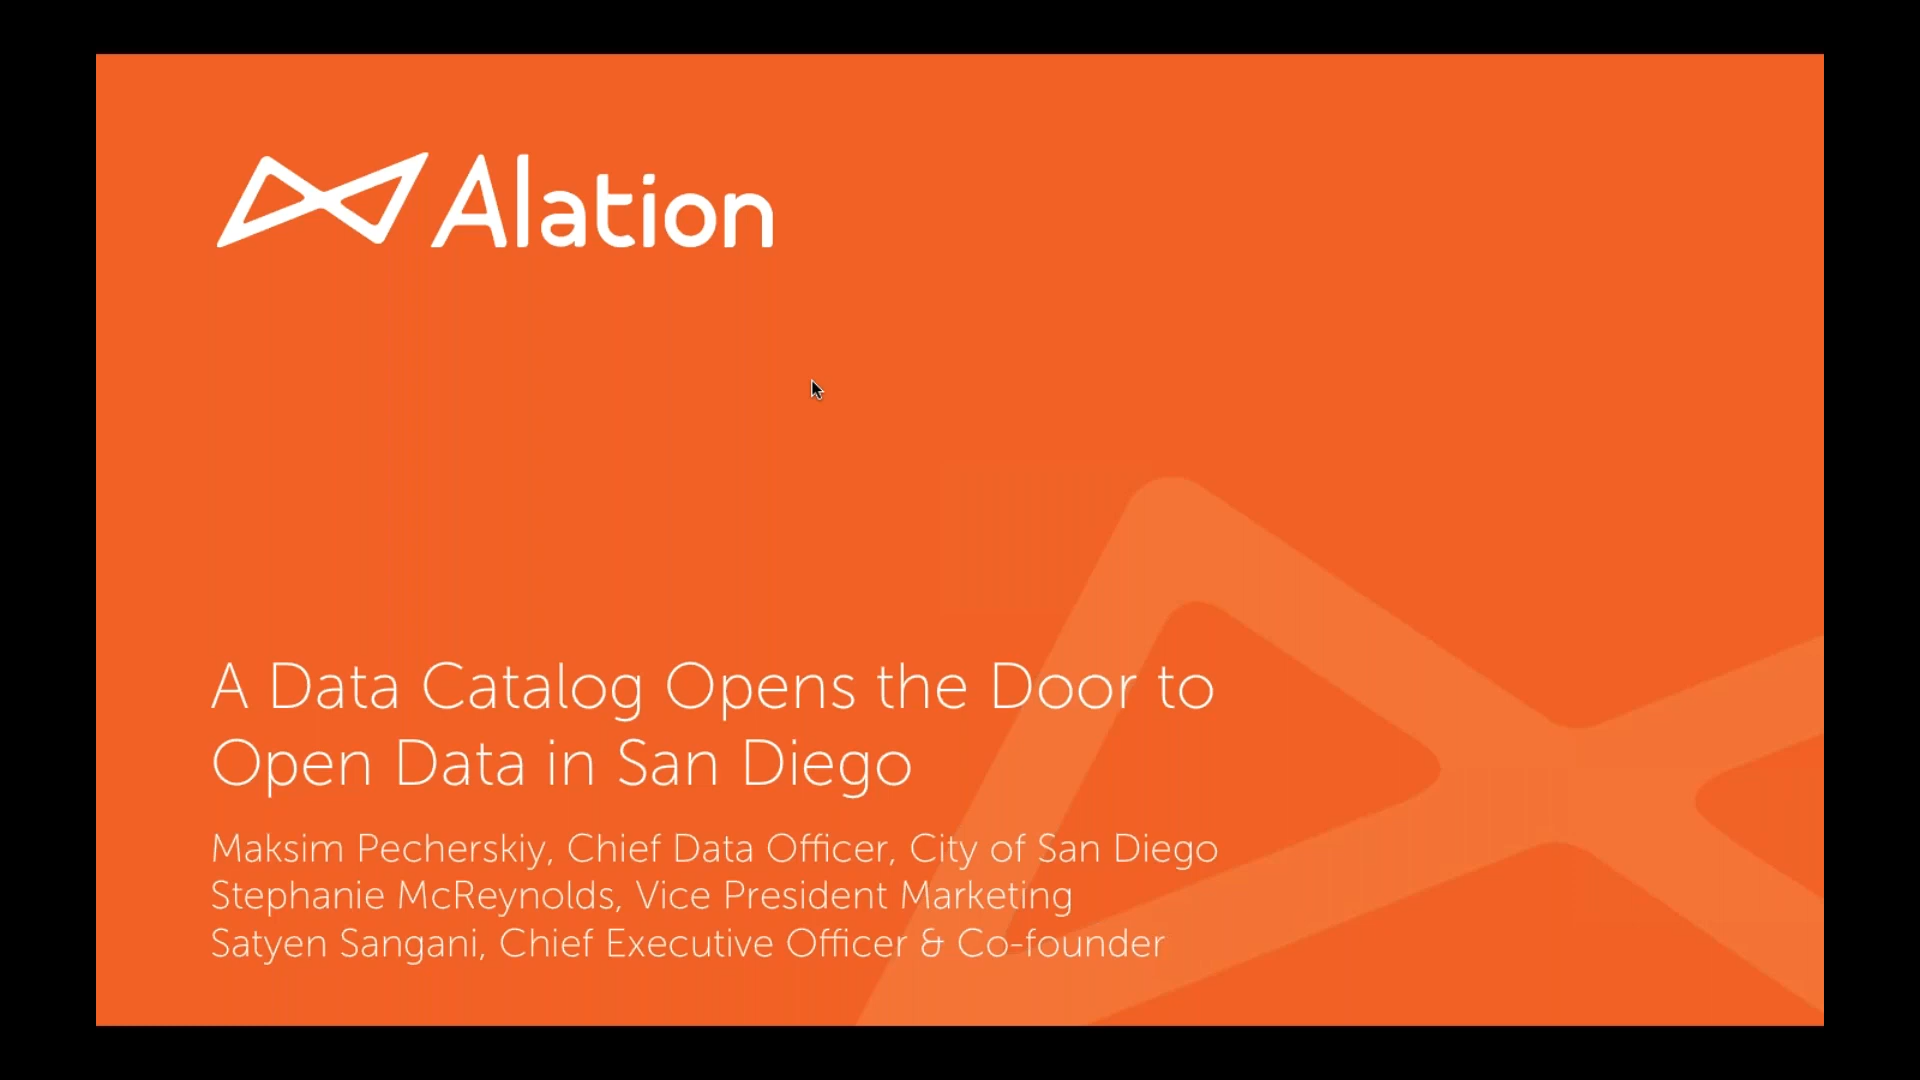 Alation
A Data Catalog Opens the Door to
Open Data in San Diego
Maksim Pecherskiy, Chief Data Officer, City of San Diego
Stephanie McReynolds, Vice President Marketing
Satyen Sangani, Chief Executive Officer & Co-founder